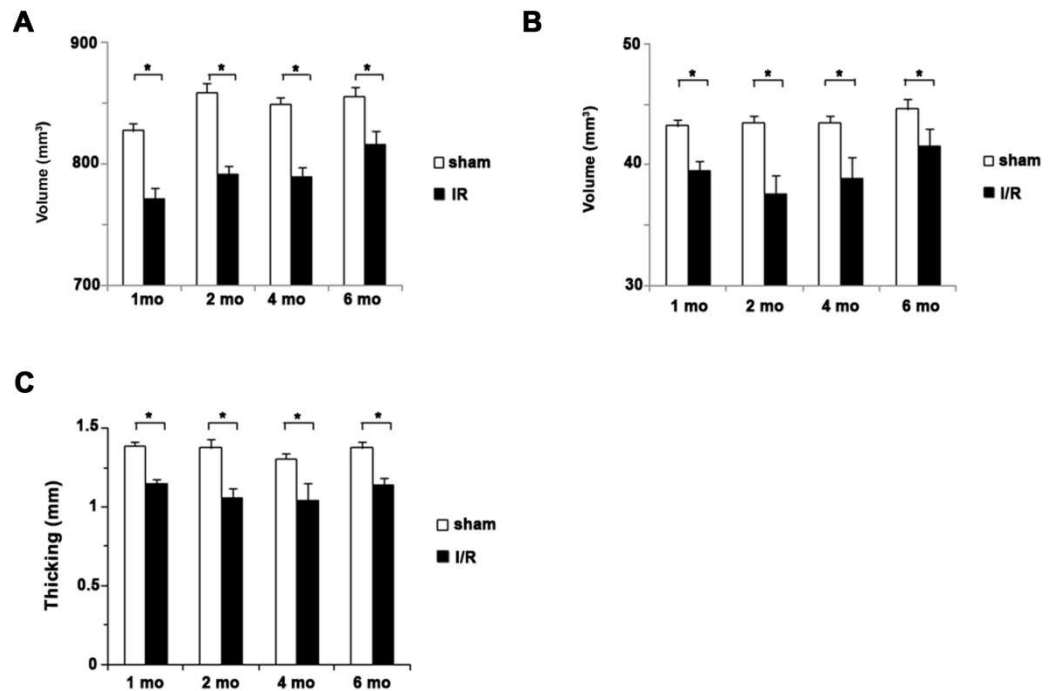 A
900
800
700
Volume (mm³)
* * * *
1mo 2 mo 4 mo 6 mo
sham
IR
B
50
40
30
Volume (mm³)
* * * *
1 mo 2 mo 4 mo 6 mo
sham
I/R
C
1.5
1
0.5
0
Thicking (mm)
* * * *
1 mo 2 mo 4 mo 6 mo
sham
I/R